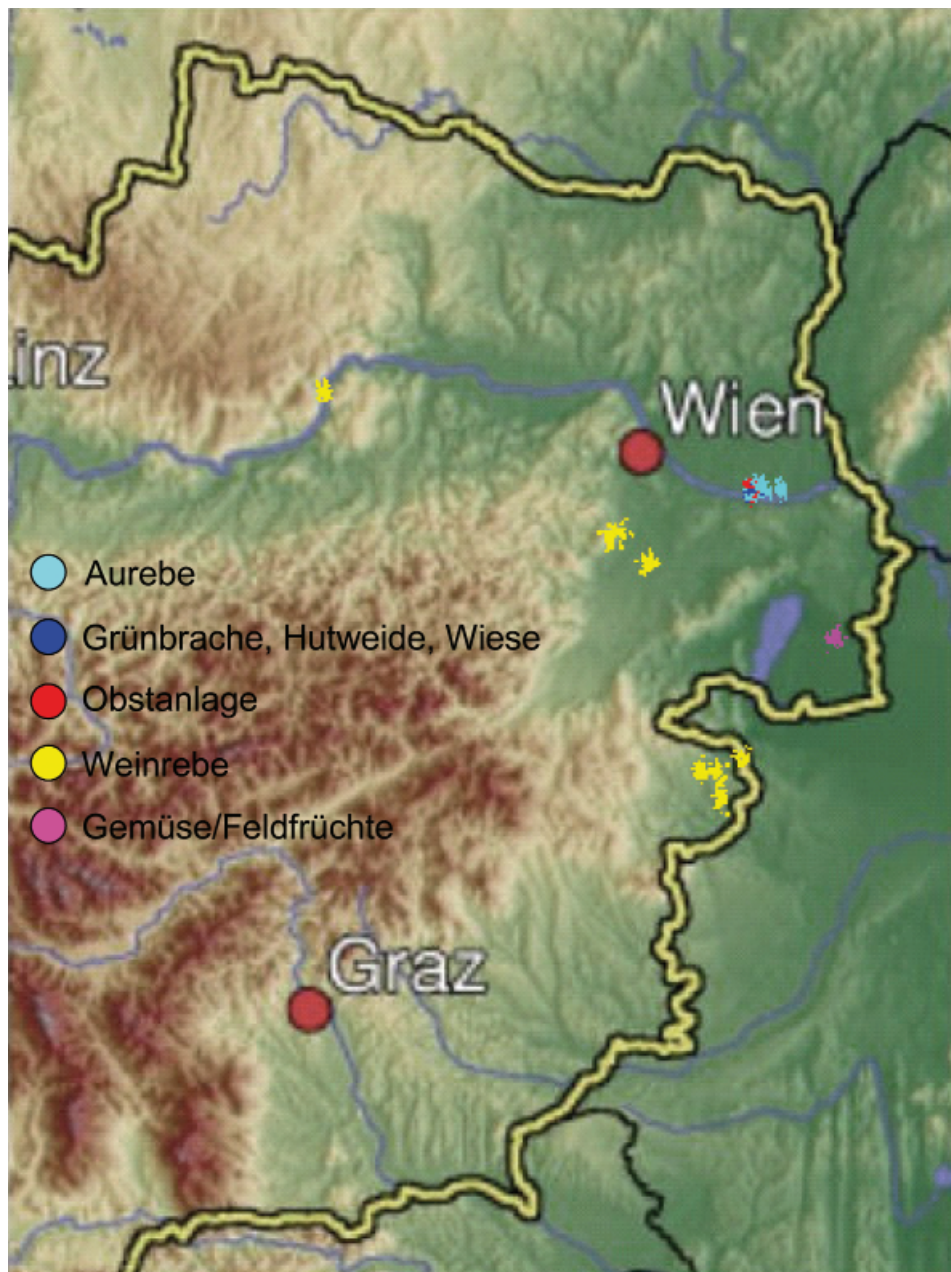 inz
Wien
Aurebe
Grünbrache, Hutweide, Wiese
Obstanlage
Weinrebe
Gemüse/Feldfrüchte
Graz